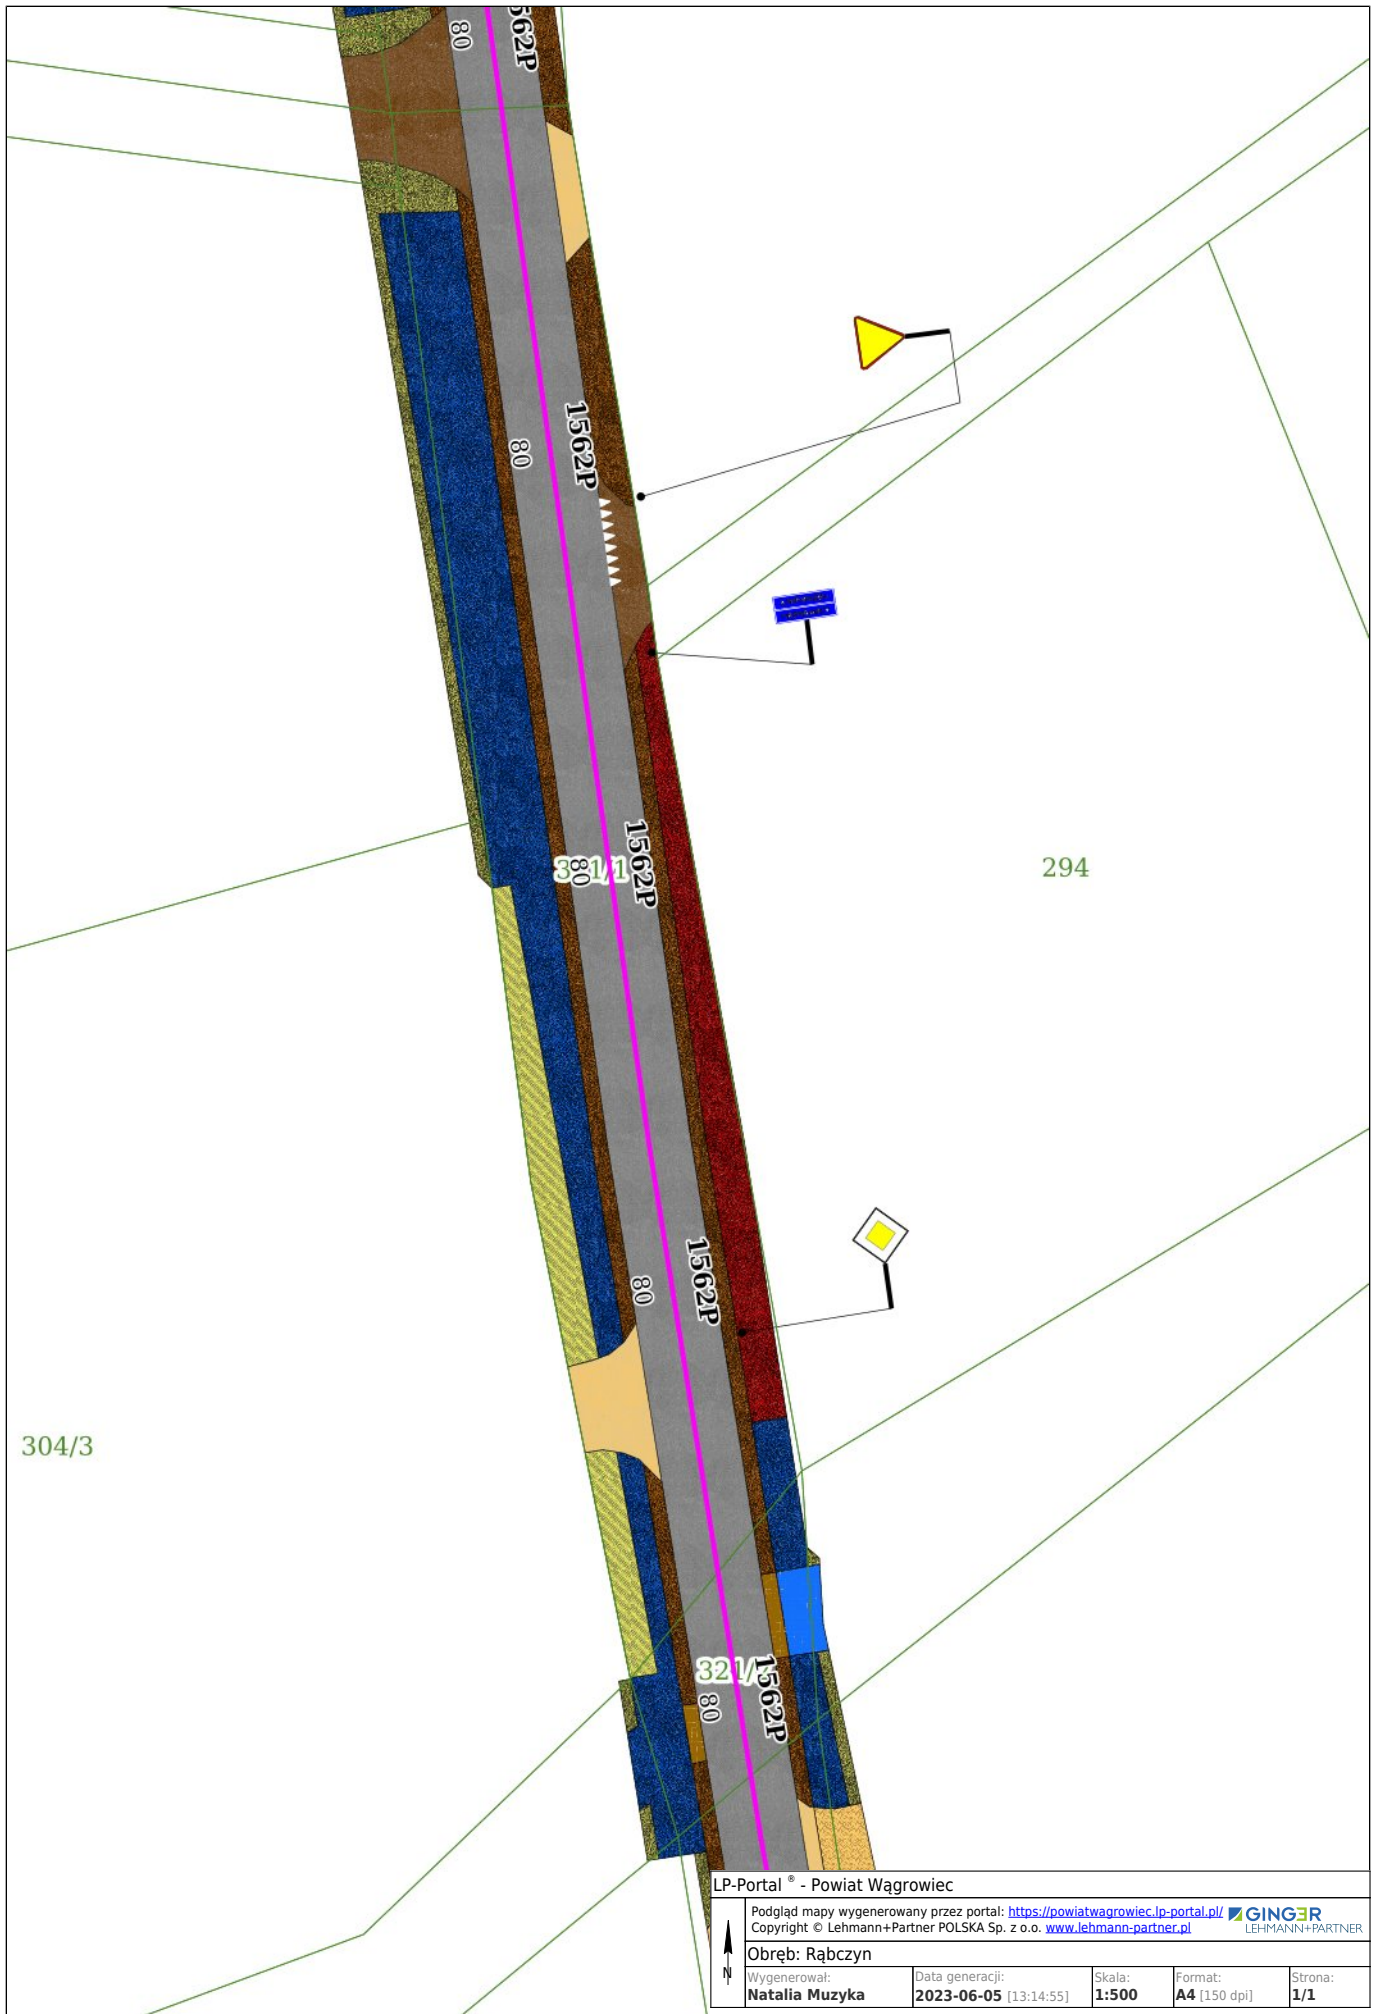 80
562P
80
1562P
80
1562P
294
80
1562P
304/3
321/
80
1562P
LP-Portal ® - Powiat Wągrowiec
Podgląd mapy wygenerowany przez portal: https://powiatwagrowiec.lp-portal.pl/
Copyright © Lehmann+Partner POLSKA Sp. z o.o. www.lehmann-partner.pl
GINGER
LEHMANN+PARTNER
N
Obręb: Rąbczyn
Wygenerował:
Natalia Muzyka
Data generacji:
2023-06-05 [13:14:55]
Skala:
1:500
Format:
A4 [150 dpi]
Strona:
1/1